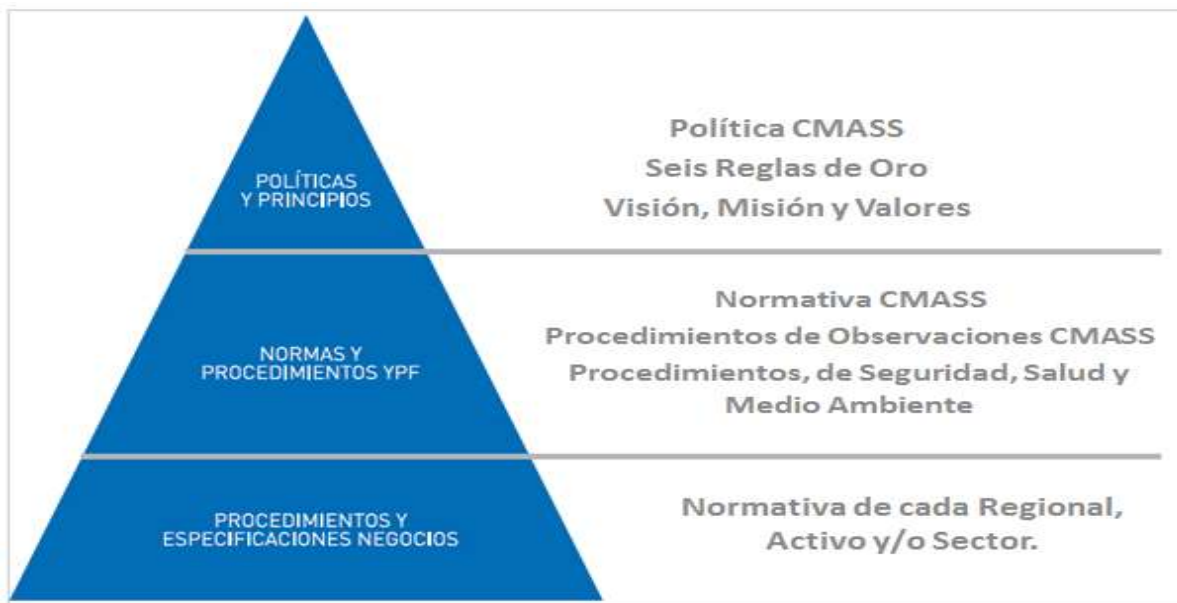 POLÍTICAS
Y PRINCIPIOS
Política CMASS
Seis Reglas de Oro
Visión, Misión y Valores
NORMAS Y
PROCEDIMIENTOS YPF
Normativa CMASS
Procedimientos de Observaciones CMASS
Procedimientos, de Seguridad, Salud y
Medio Ambiente
PROCEDIMIENTOS Y
ESPECIFICACIONES NEGOCIOS
Normativa de cada Regional,
Activo y/o Sector.